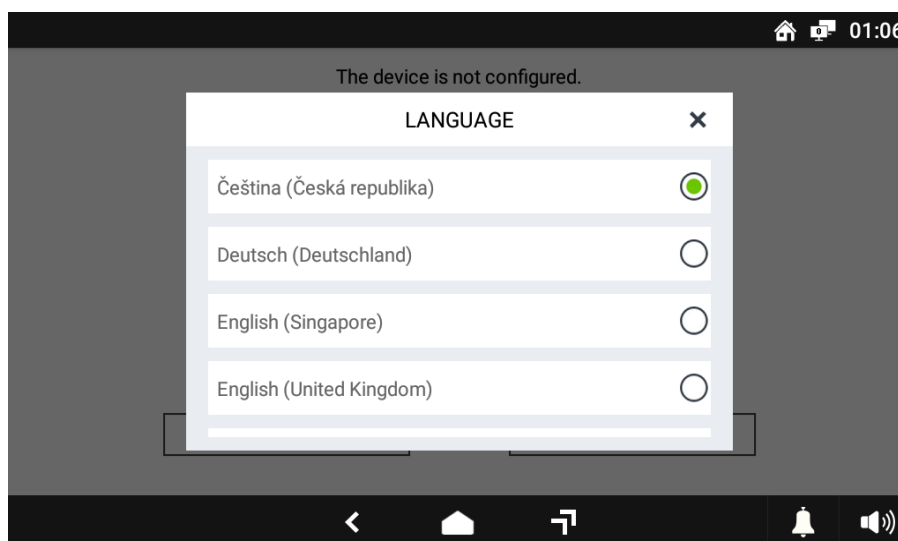 01:06
The device is not configured.
LANGUAGE
Čeština (Česká republika)
Deutsch (Deutschland)
English (Singapore)
English (United Kingdom)